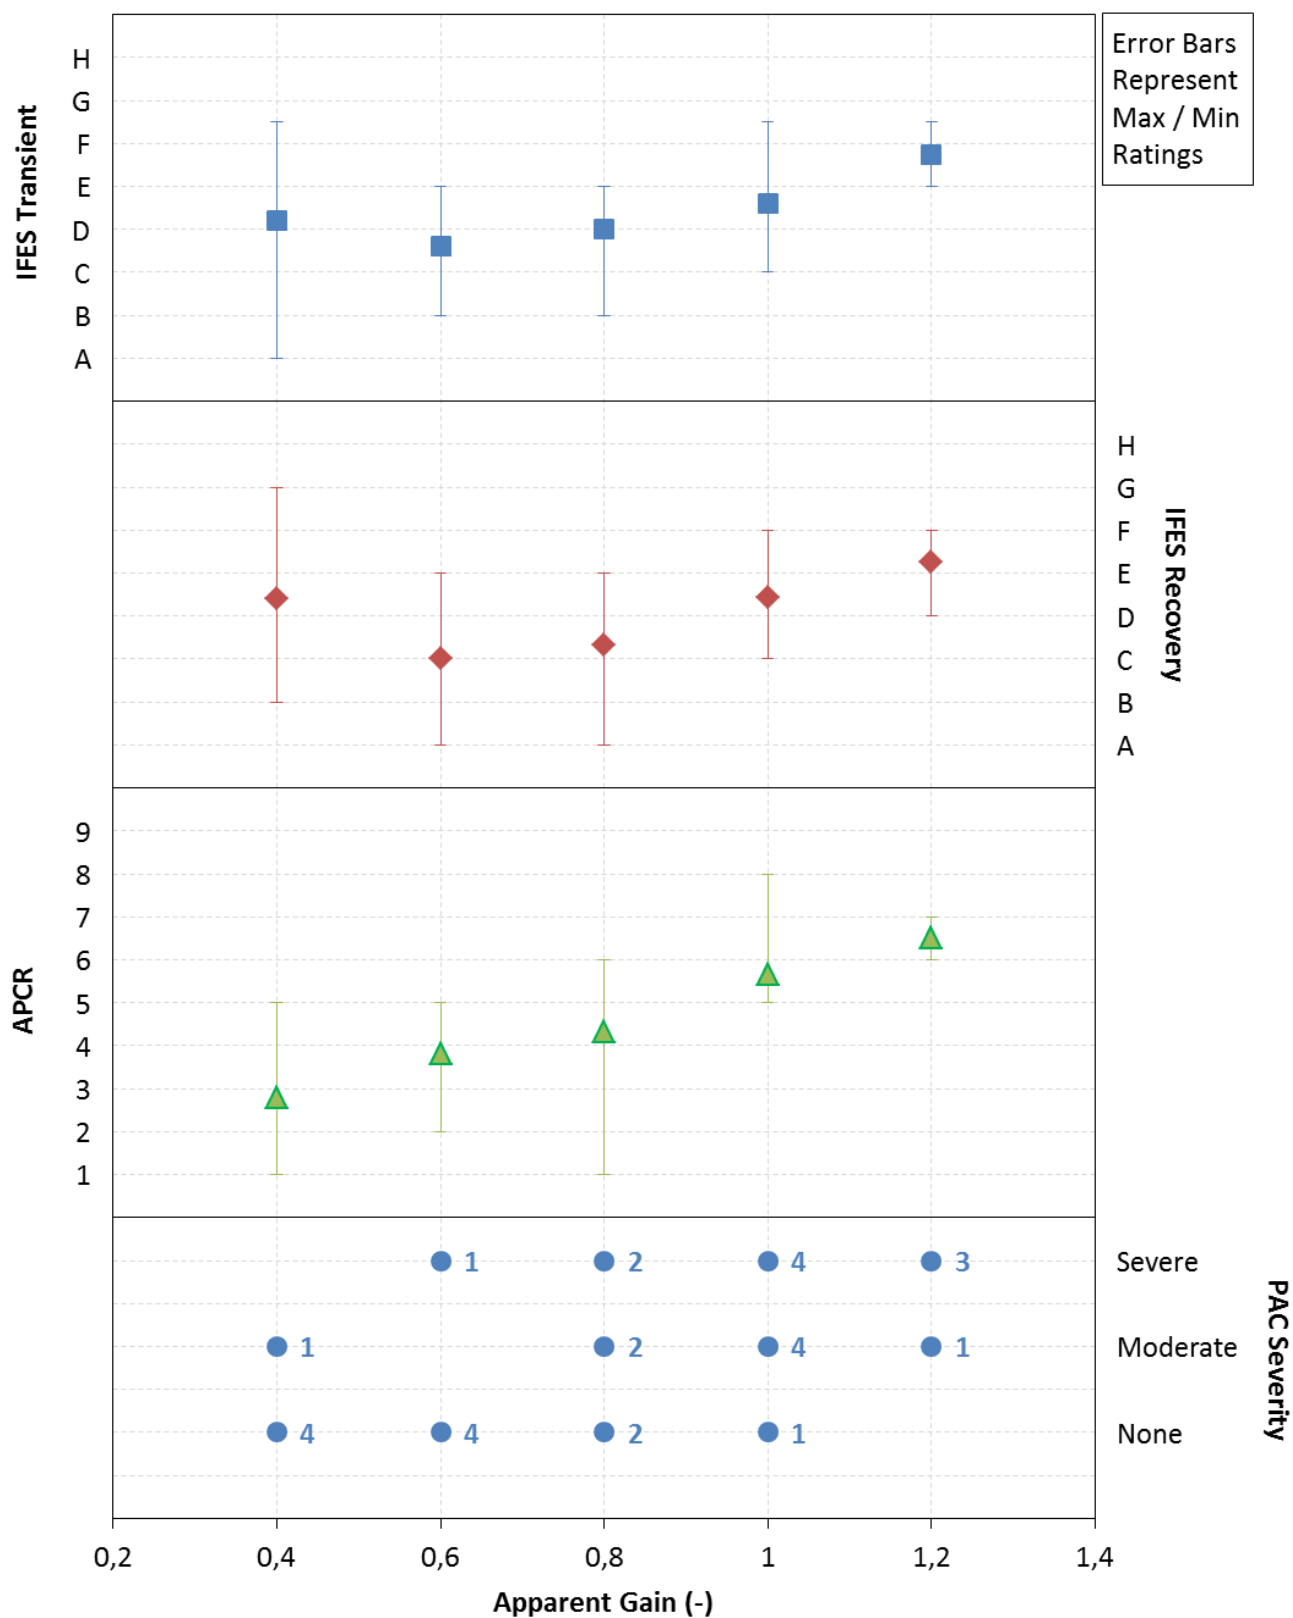 Error Bars
Represent
Max / Min
Ratings
IFES Transient
H
G
F
E
D
C
B
A
IFES Recovery
H
G
F
E
D
C
B
A
APCR
9
8
7
6
5
4
3
2
1
1 2 4 3 Severe
1 2 4 1 Moderate
4 4 2 1 None
PAC Severity
0,2 0,4 0,6 0,8 1 1,2 1,4
Apparent Gain (-)